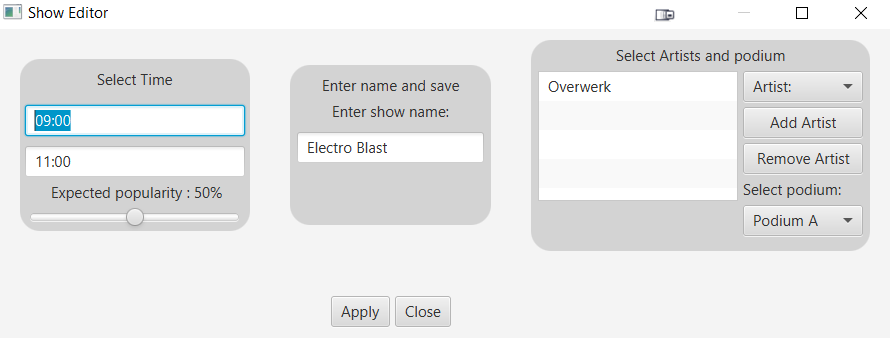 Show Editor
Select Time
09:00
11:00
Expected popularity : 50%
Enter name and save
Enter show name:
Electro Blast
Select Artists and podium
Overwerk
Artist:
Add Artist
Remove Artist
Select podium:
Podium A
Apply
Close